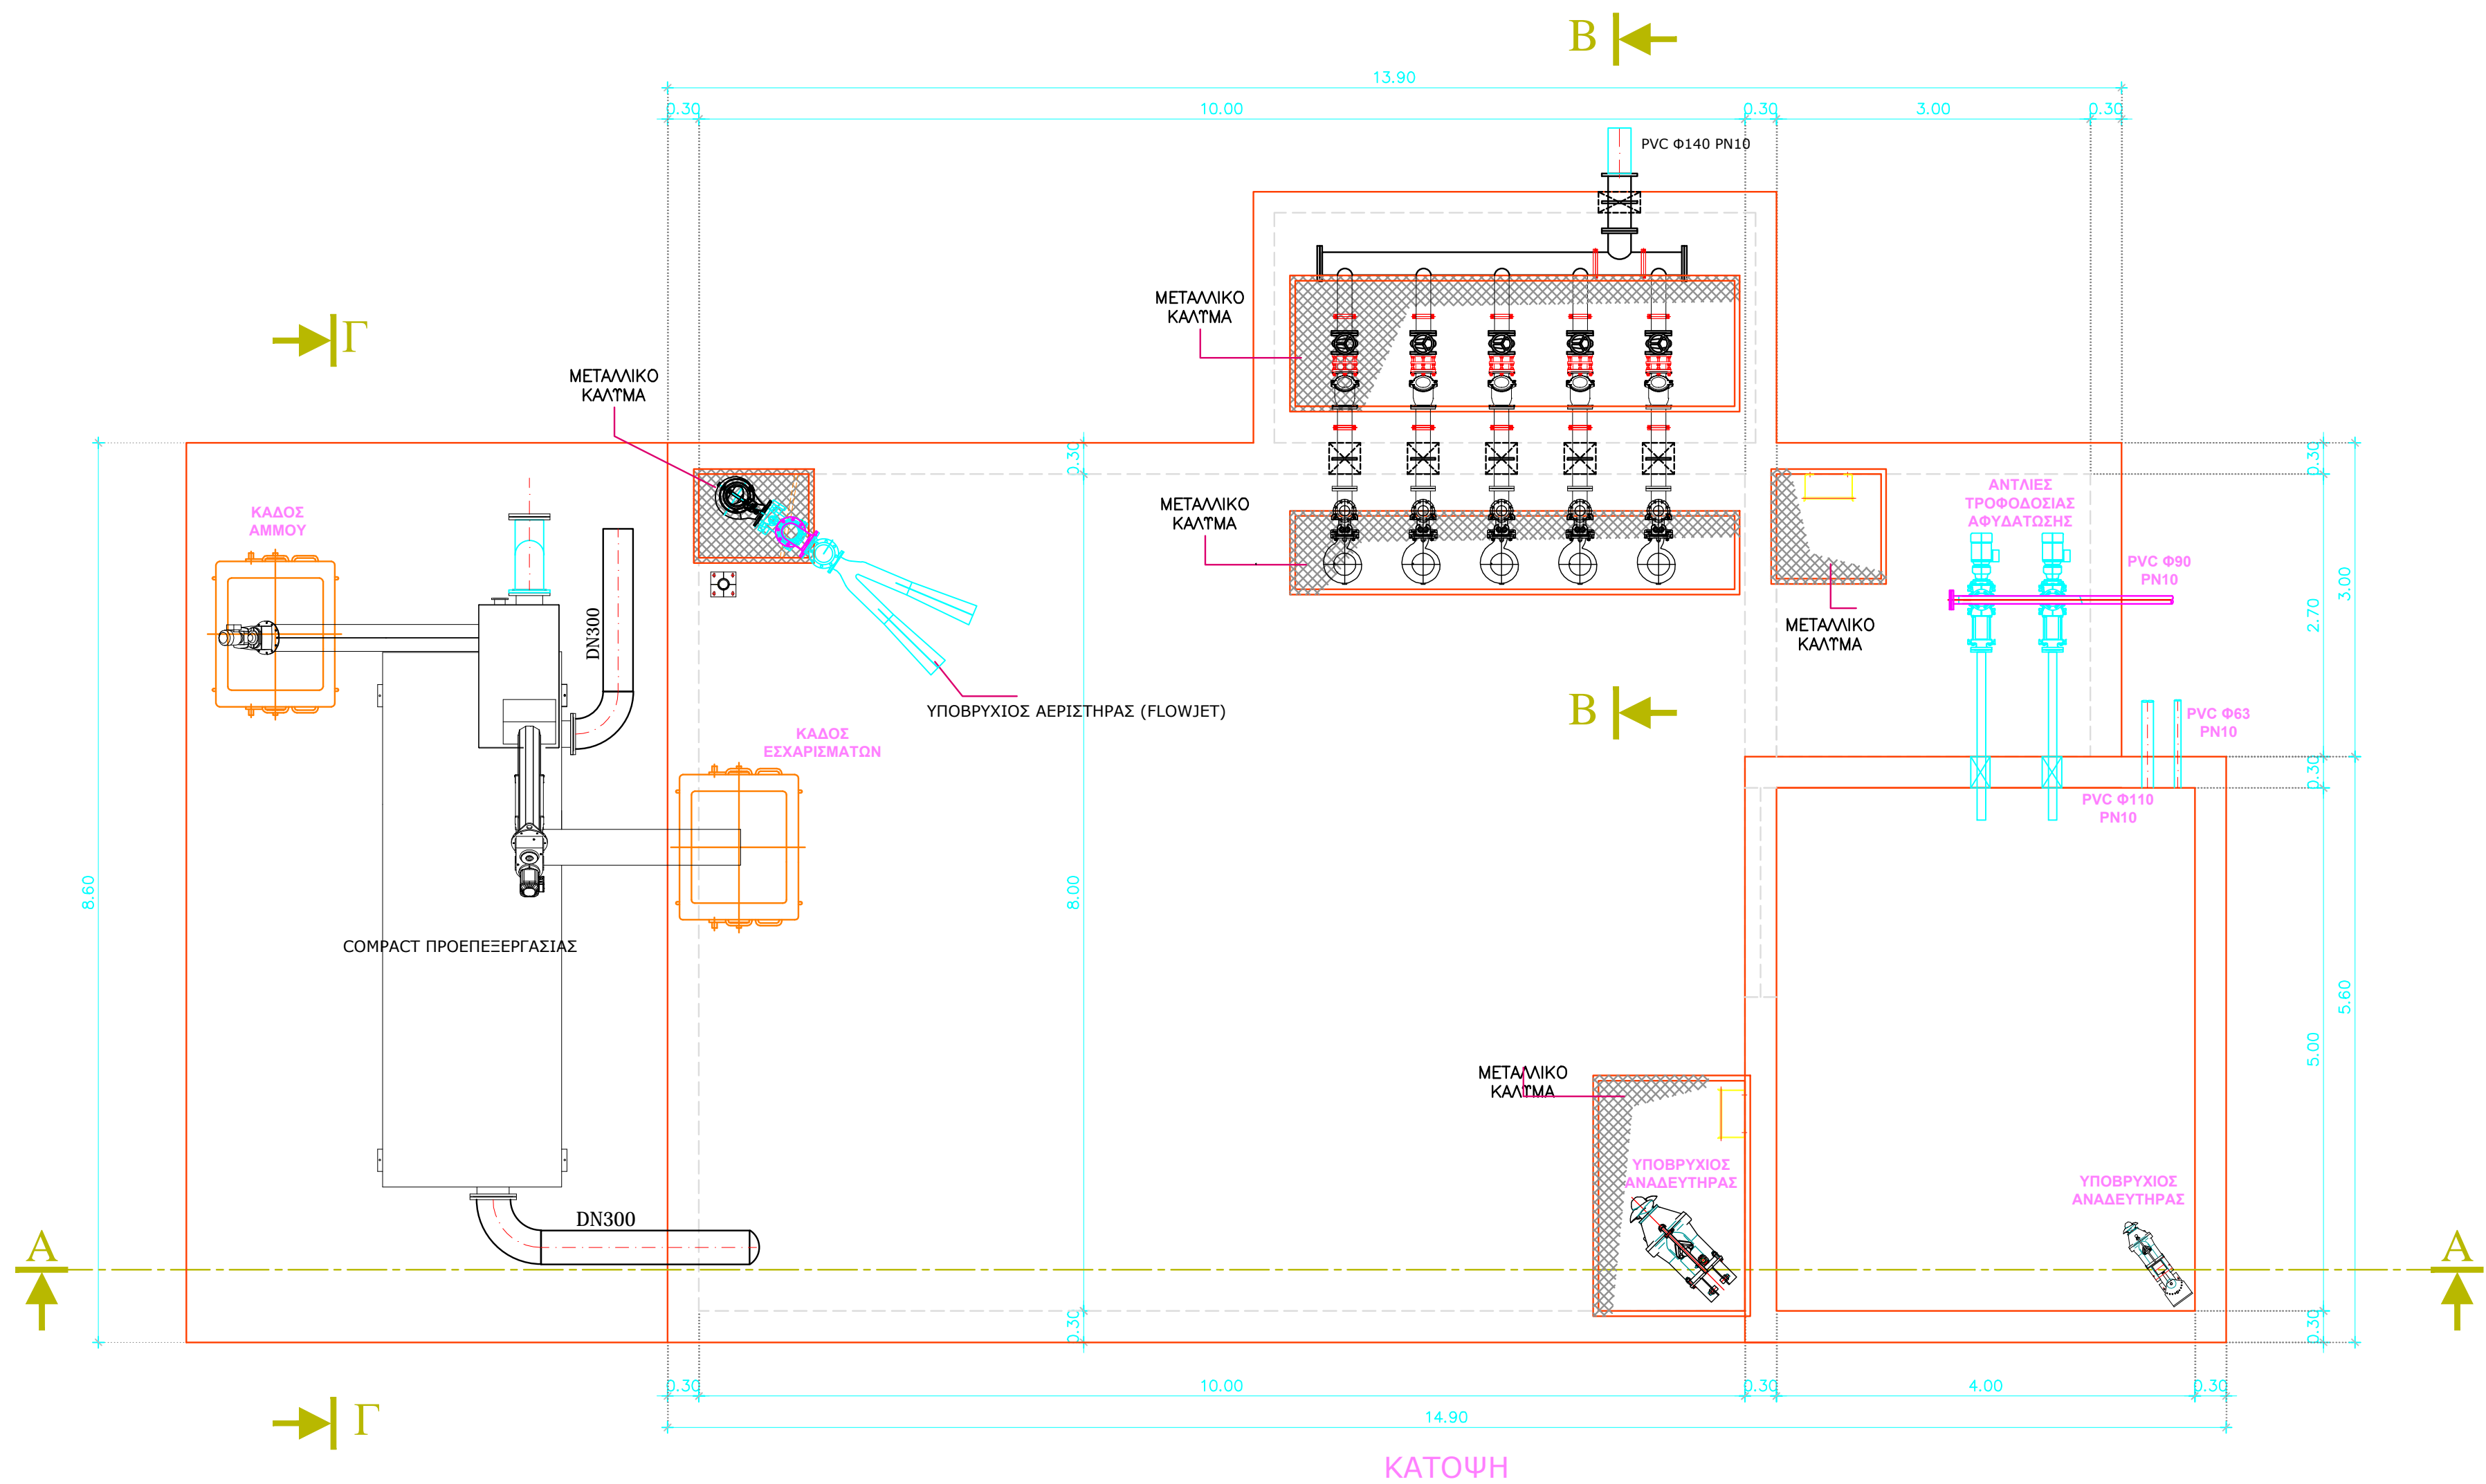 B
13.90
0.30
10.00
0.30
3.00
0.30
PVC Φ140 PN10
ΜΕΤΑΛΛΙΚΟ
ΚΑΛΥΜΑ
Γ
ΜΕΤΑΛΛΙΚΟ
ΚΑΛΥΜΑ
0.30
0.30
ΚΑΔΟΣ
ΑΜΜΟΥ
ΜΕΤΑΛΛΙΚΟ
ΚΑΛΥΜΑ
ΑΝΤΛΙΕΣ
ΤΡΟΦΟΔΟΣΙΑΣ
ΑΦΥΔΑΤΩΣΗΣ
PVC Φ90
PN10
3.00
2.70
DN300
ΜΕΤΑΛΛΙΚΟ
ΚΑΛΥΜΑ
ΥΠΟΒΡΥΧΙΟΣ ΑΕΡΙΣΤΗΡΑΣ (FLOWJET)
B
PVC Φ63
PN10
ΚΑΔΟΣ
ΕΣΧΑΡΙΣΜΑΤΩΝ
0.30
PVC Φ110
PN10
8.60
8.00
COMPACT ΠΡΟΕΠΕΞΕΡΓΑΣΙΑΣ
5.60
5.00
ΜΕΤΑΛΛΙΚΟ
ΚΑΛΥΜΑ
ΥΠΟΒΡΥΧΙΟΣ
ΑΝΑΔΕΥΤΗΡΑΣ
ΥΠΟΒΡΥΧΙΟΣ
ΑΝΑΔΕΥΤΗΡΑΣ
DN300
A
A
0.30
0.30
Γ
0.30
10.00
0.30
4.00
0.30
14.90
ΚΑΤΟΨΗ